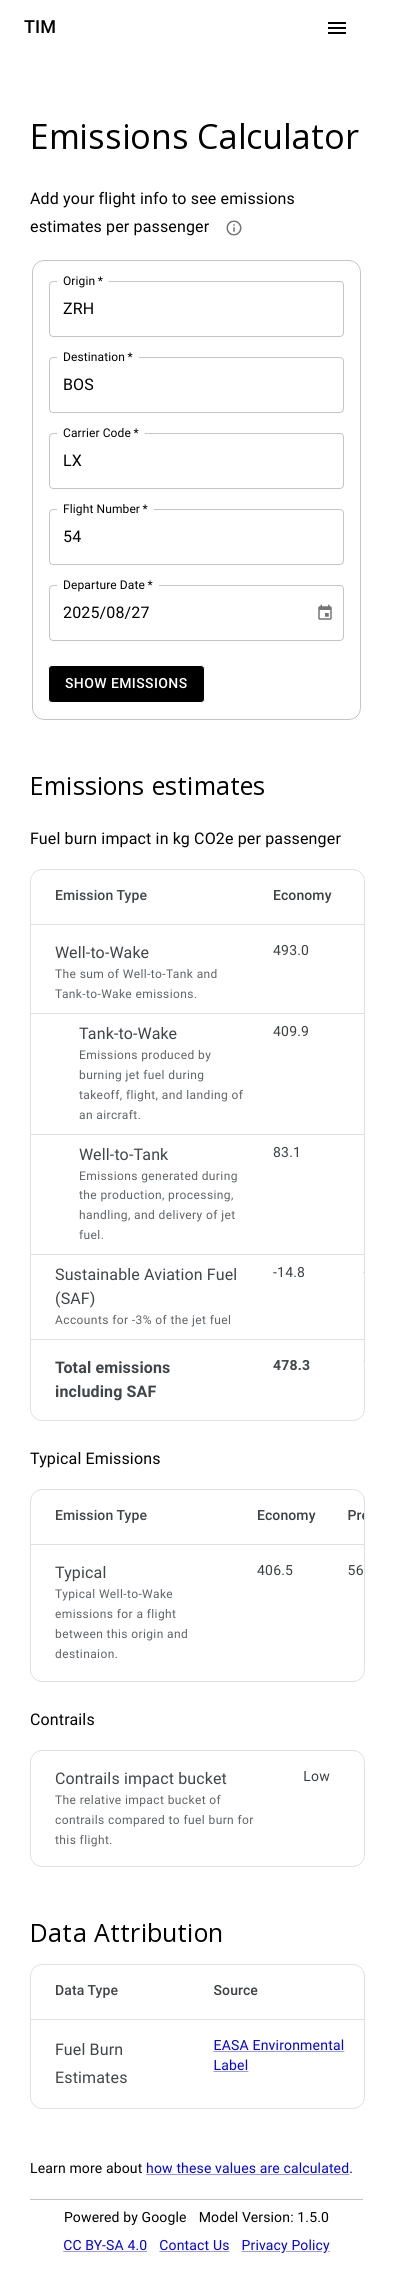 TIM
Emissions Calculator
Add your flight info to see emissions
estimates per passenger
Origin *
ZRH
Destination *
BOS
Carrier Code *
LX
Flight Number *
54
Departure Date *
2025/08/27
SHOW EMISSIONS
Emissions estimates
Fuel burn impact in kg CO2e per passenger
Emission Type Economy
Well-to-Wake 493.0
The sum of Well-to-Tank and
Tank-to-Wake emissions.
Tank-to-Wake 409.9
Emissions produced by
burning jet fuel during
takeoff, flight, and landing of
an aircraft.
Well-to-Tank 83.1
Emissions generated during
the production, processing,
handling, and delivery of jet
fuel.
Sustainable Aviation Fuel -14.8
(SAF)
Accounts for -3% of the jet fuel
Total emissions 478.3
including SAF
Typical Emissions
Emission Type Economy Pre
Typical 406.5 56
Typical Well-to-Wake
emissions for a flight
between this origin and
destinaion.
Contrails
Contrails impact bucket Low
The relative impact bucket of
contrails compared to fuel burn for
this flight.
Data Attribution
Data Type Source
Fuel Burn EASA Environmental
Estimates Label
Learn more about how these values are calculated.
Powered by Google Model Version: 1.5.0
CC BY-SA 4.0 Contact Us Privacy Policy